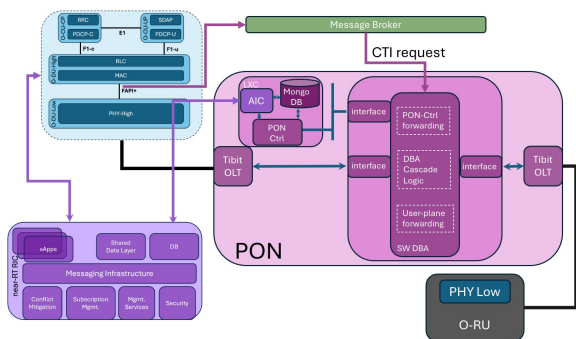 RRC
SDAP
E1
PDCP-C
PDCP-U
O-CU-CP
O-CU-UP
F1-c
F1-u
RLC
MAC
O-DU-High
FAPI+
PHY-High
O-DU-Low
Message Broker
CTI request
LXC
AIC
Mongo
DB
PON
Ctrl
interface
interface
interface
PON-Ctrl
forwarding
DBA
Cascade
Logic
User-plane
forwarding
SW DBA
Tibit
OLT
Tibit
OLT
PON
near-RT RIC
xApps
Shared
Data Layer
DB
Messaging Infrastructure
Conflict
Mitigation
Subscription
Mgmt.
Mgmt.
Services
Security
PHY Low
O-RU